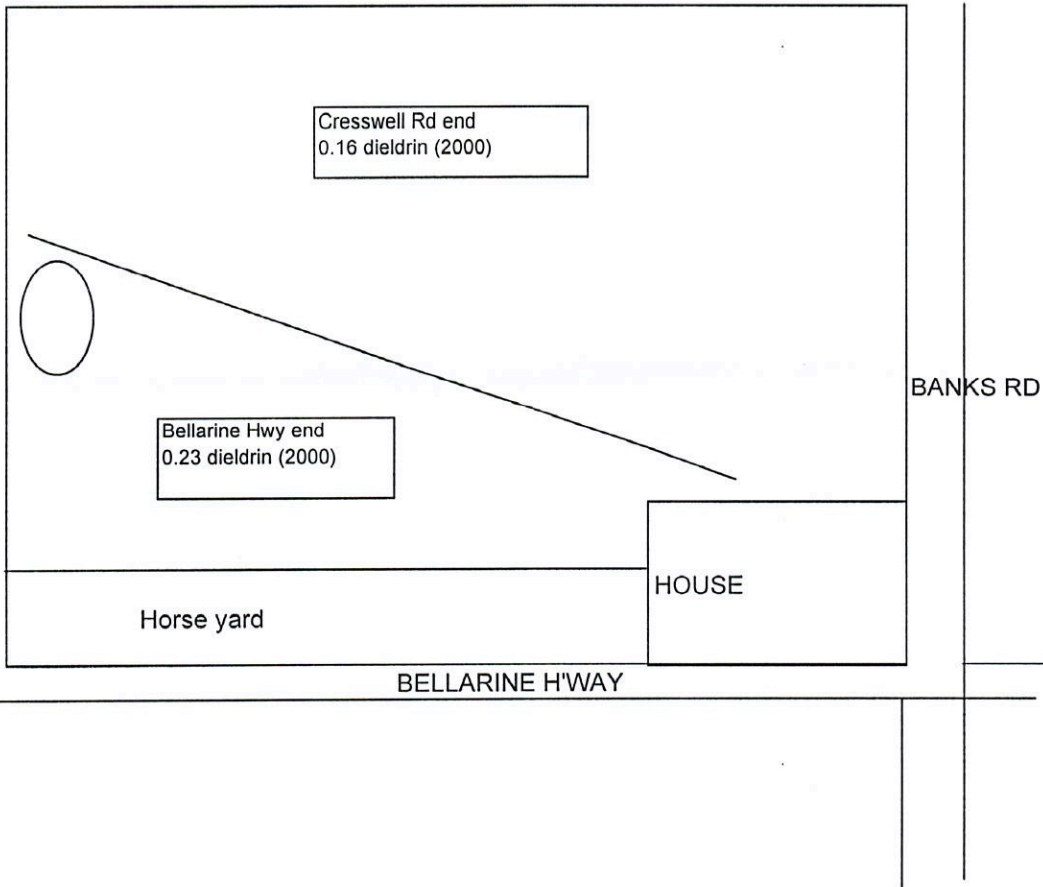 Cresswell Rd end
0.16 dieldrin (2000)
BANKS RD
Bellarine Hwy end
0.23 dieldrin (2000)
HOUSE
Horse yard
BELLARINE H'WAY